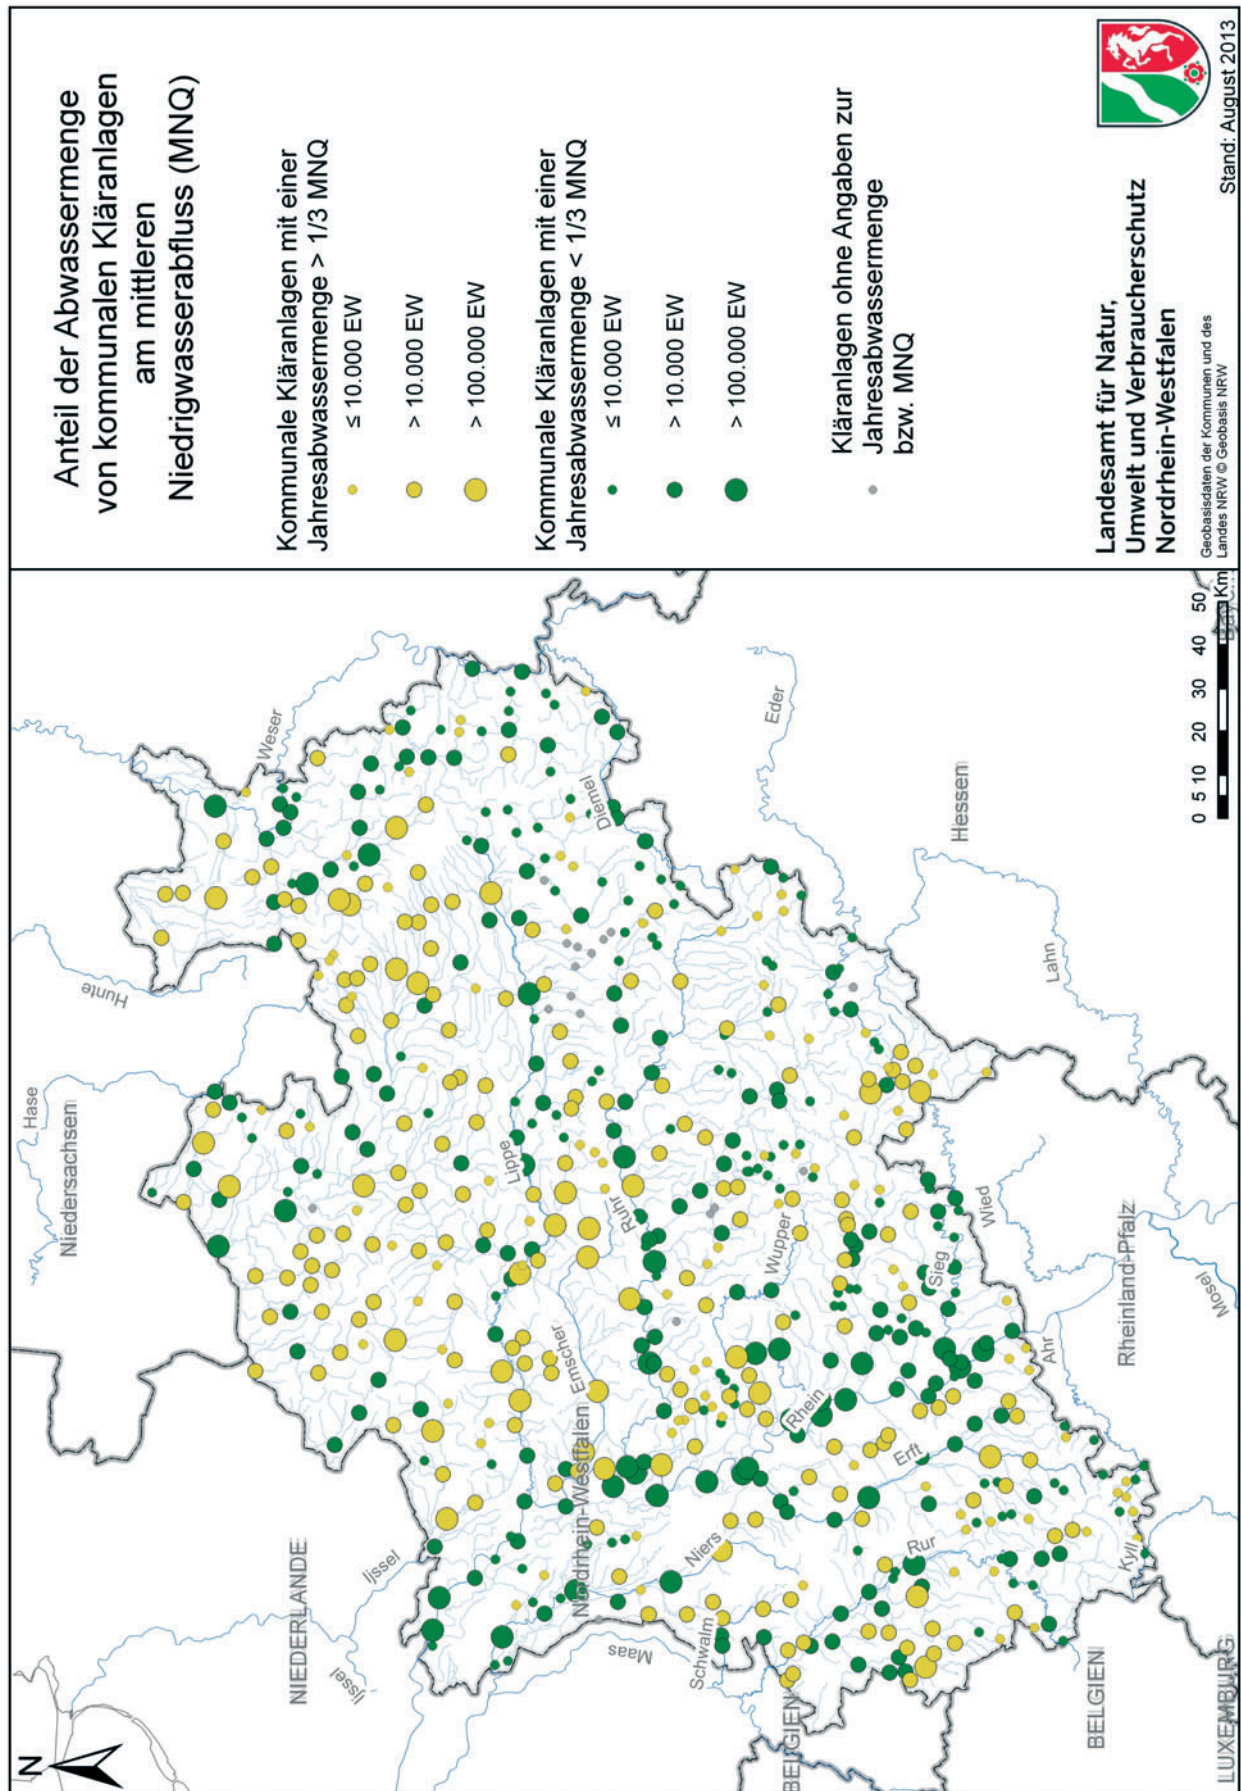 Anteil der Abwassermenge
von kommunalen Kläranlagen
am mittleren
Niedrigwasserabfluss (MNQ)
Kommunale Kläranlagen mit einer
Jahresabwassermenge > 1/3 MNQ
≤ 10.000 EW
> 10.000 EW
> 100.000 EW
Kommunale Kläranlagen mit einer
Jahresabwassermenge < 1/3 MNQ
≤ 10.000 EW
> 10.000 EW
> 100.000 EW
Kläranlagen ohne Angaben zur
Jahresabwassermenge
bzw. MNQ
Landesamt für Natur,
Umwelt und Verbraucherschutz
Nordrhein-Westfalen
Geobasisdaten der Kommunen und des
Landes NRW © Geobasis NRW
Stand: August 2013
N
NIEDERLANDE
Ijssel
Ijssel
Niedersachsen
Hase
Hunte
Weser
Lippe
Emscher
Nordrhein-Westfalen
Ruhr
Diemel
Eder
Hessen
Maas
Niers
Schwalm
Rhein
Wupper
Lahn
BELGIEN
Rur
Erft
Sieg
Wied
BELGIEN
Kyll
Ahr
Rheinland-Pfalz
Mosel
LUXEMBURG
0 5 10 20 30 40 50
Km